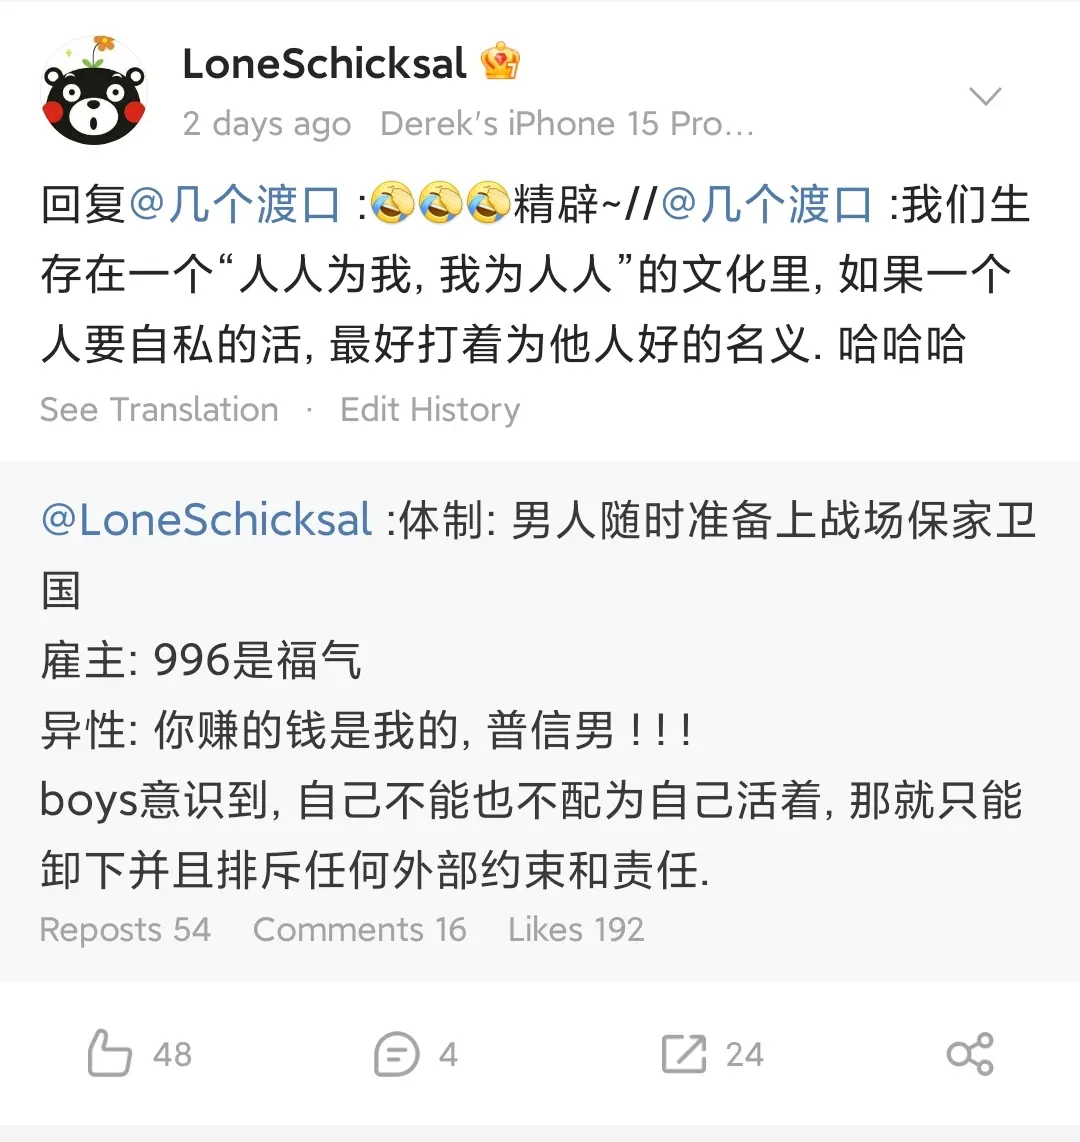 LoneSchicksal 7
2 days ago Derek's iPhone 15 Pro...
回复@几个渡口 :🤣🤣🤣精辟~//@几个渡口 :我们生
存在一个“人人为我, 我为人人”的文化里, 如果一个
人要自私的活, 最好打着为他人好的名义. 哈哈哈
See Translation · Edit History
@LoneSchicksal :体制: 男人随时准备上战场保家卫
国
雇主: 996是福气
异性: 你赚的钱是我的, 普信男！！！
boys意识到, 自己不能也不配为自己活着, 那就只能
卸下并且排斥任何外部约束和责任.
Reposts 54 Comments 16 Likes 192
48 4 24